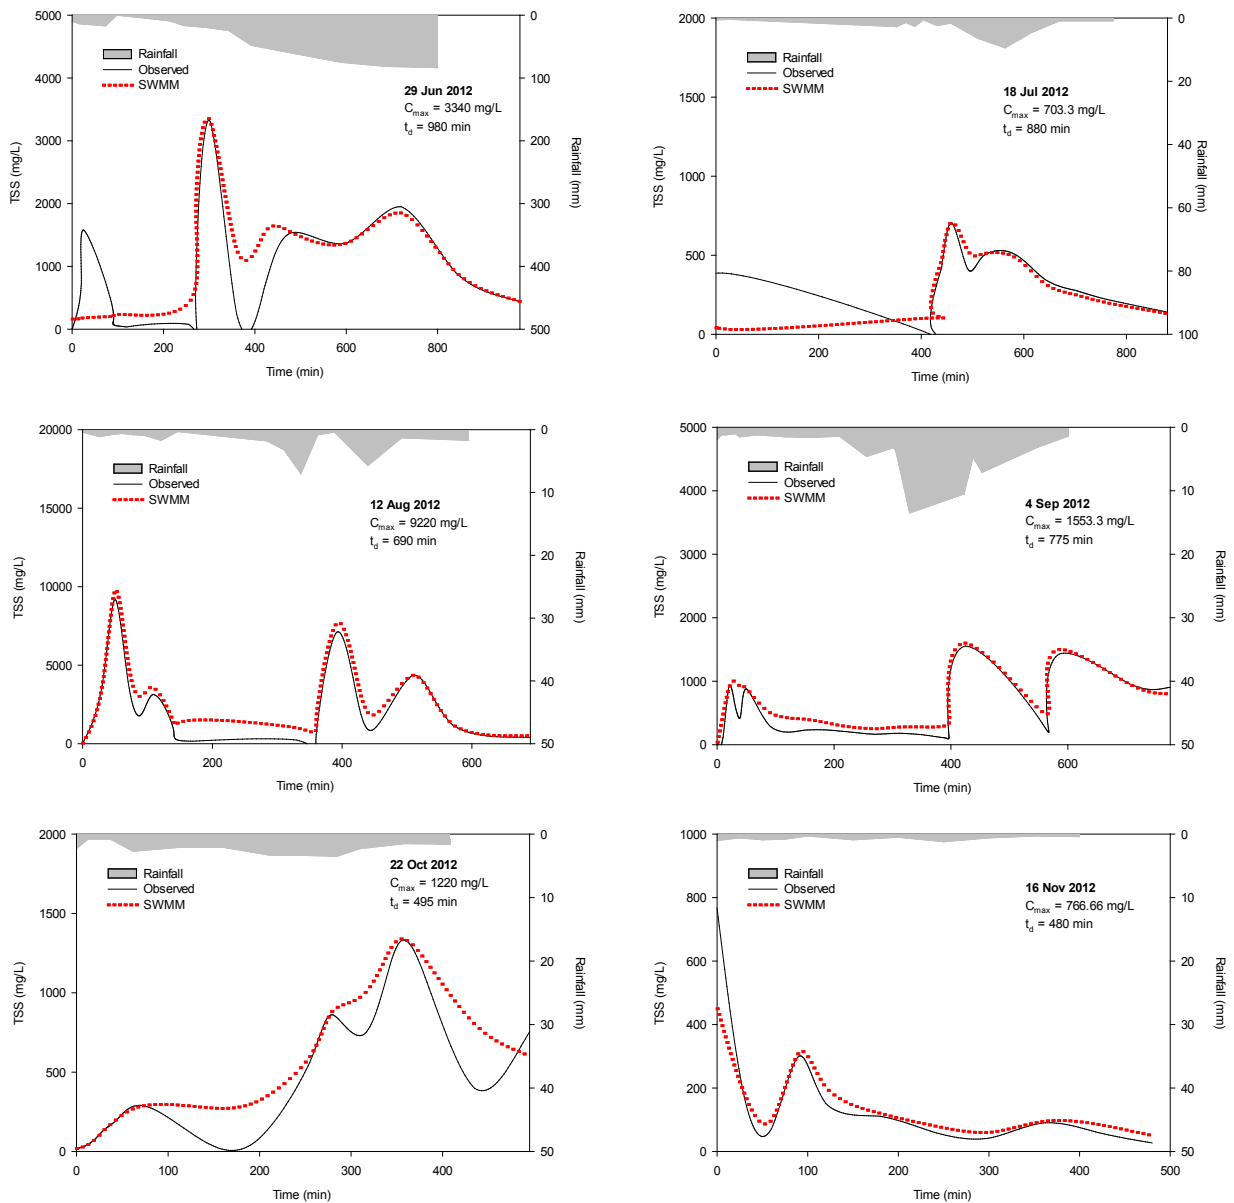 5000
4000
3000
2000
1000
0
TSS (mg/L)
0
100
200
300
400
500
Rainfall (mm)
Rainfall
Observed
SWMM
29 Jun 2012
Cmax = 3340 mg/L
td = 980 min
0 200 400 600 800
Time (min)
2000
1500
1000
500
0
TSS (mg/L)
0
20
40
60
80
100
Rainfall (mm)
Rainfall
Observed
SWMM
18 Jul 2012
Cmax = 703.3 mg/L
td = 880 min
0 200 400 600 800
Time (min)
20000
15000
10000
5000
0
TSS (mg/L)
0
10
20
30
40
50
Rainfall (mm)
Rainfall
Observed
SWMM
12 Aug 2012
Cmax = 9220 mg/L
td = 690 min
0 200 400 600
Time (min)
5000
4000
3000
2000
1000
0
TSS (mg/L)
0
10
20
30
40
50
Rainfall (mm)
Rainfall
Observed
SWMM
4 Sep 2012
Cmax = 1553.3 mg/L
td = 775 min
0 200 400 600
Time (min)
2000
1500
1000
500
0
TSS (mg/L)
0
10
20
30
40
50
Rainfall (mm)
Rainfall
Observed
SWMM
22 Oct 2012
Cmax = 1220 mg/L
td = 495 min
0 100 200 300 400
Time (min)
1000
800
600
400
200
0
TSS (mg/L)
0
10
20
30
40
50
Rainfall (mm)
Rainfall
Observed
SWMM
16 Nov 2012
Cmax = 766.66 mg/L
td = 480 min
0 100 200 300 400 500
Time (min)